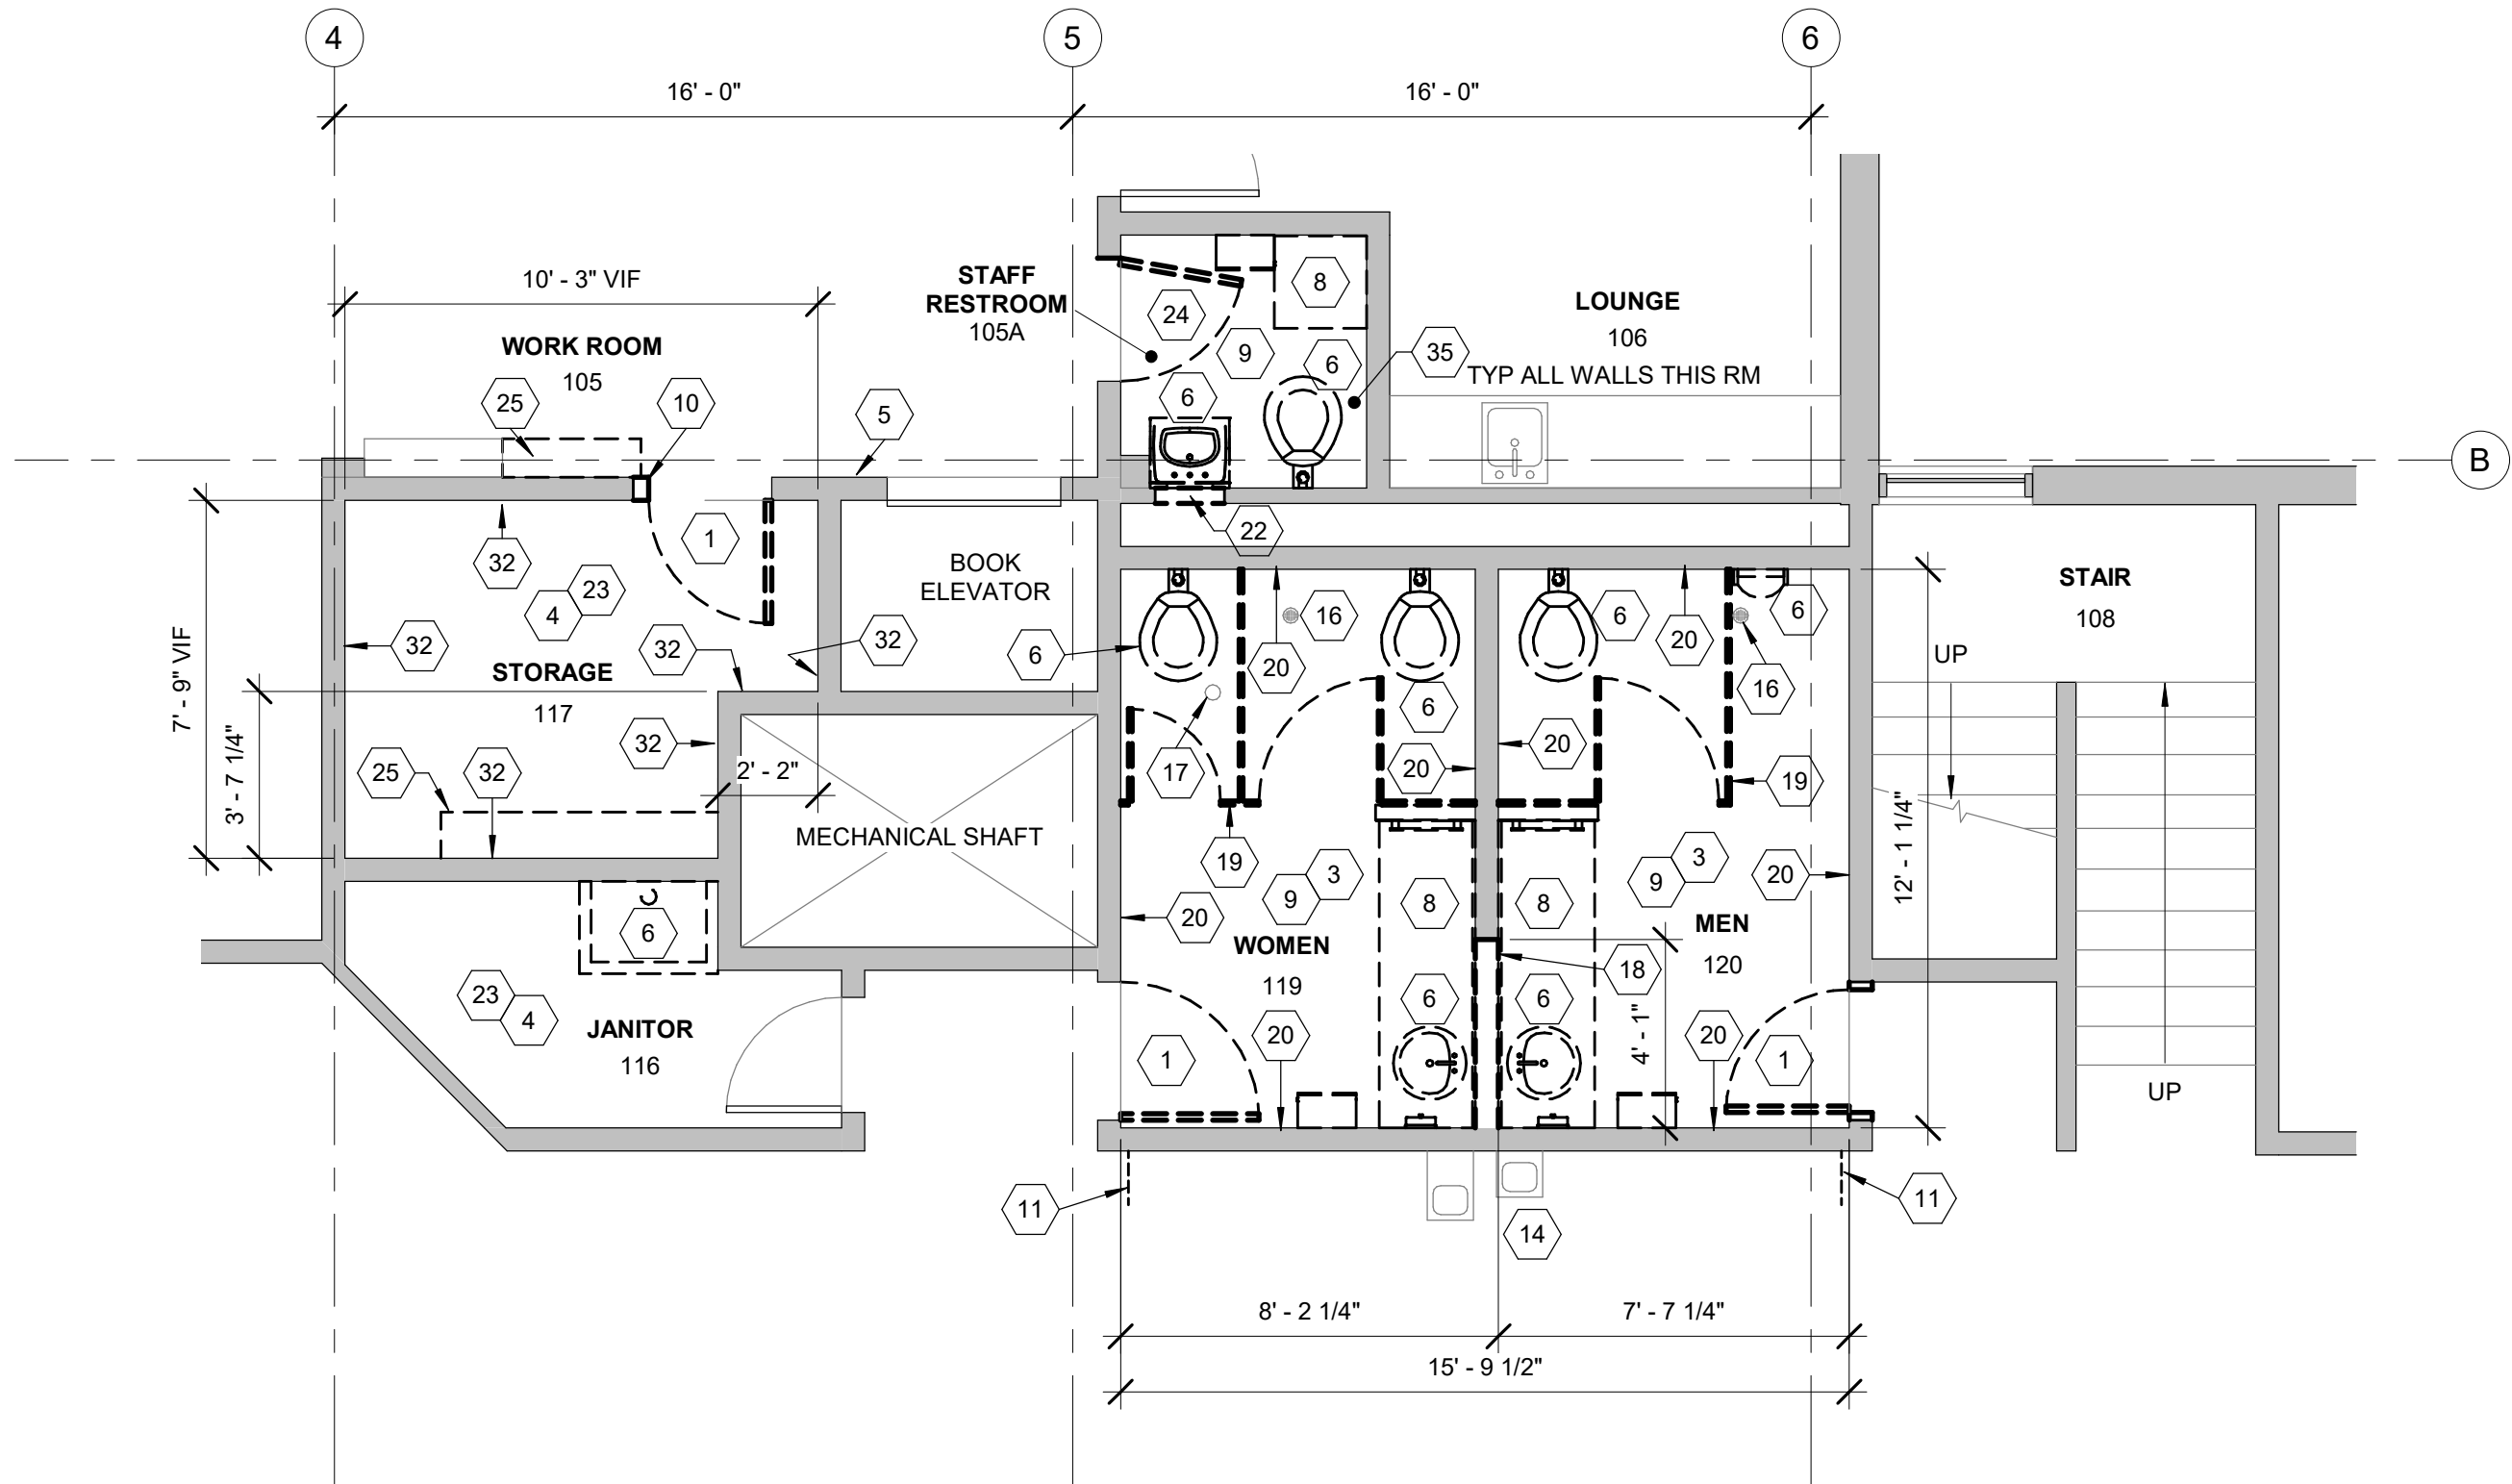 4
5
6
16' - 0"
16' - 0"
10' - 3" VIF
STAFF
RESTROOM
105A
8
24
9
6
35
LOUNGE
106
TYP ALL WALLS THIS RM
WORK ROOM
105
25
10
5
6
B
22
1
32
23
4
BOOK
ELEVATOR
STAIR
108
7' - 9" VIF
32
32
32
6
16
20
6
20
6
16
UP
STORAGE
117
3' - 7 1/4"
32
25
32
2' - 2"
17
6
20
20
19
MECHANICAL SHAFT
19
3
9
3
9
20
12' - 1 1/4"
8
8
20
WOMEN
119
MEN
120
6
18
23
4
JANITOR
116
6
6
4' - 1"
20
20
1
1
UP
11
11
14
8' - 2 1/4"
7' - 7 1/4"
15' - 9 1/2"